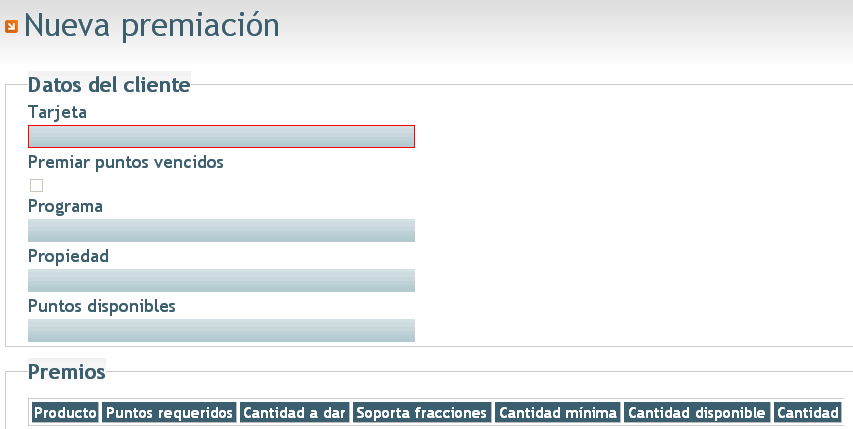 Nueva premiación
Datos del cliente
Tarjeta
Premiar puntos vencidos
Programa
Propiedad
Puntos disponibles
Premios
Producto Puntos requeridos Cantidad a dar Soporta fracciones Cantidad mínima Cantidad disponible Cantidad